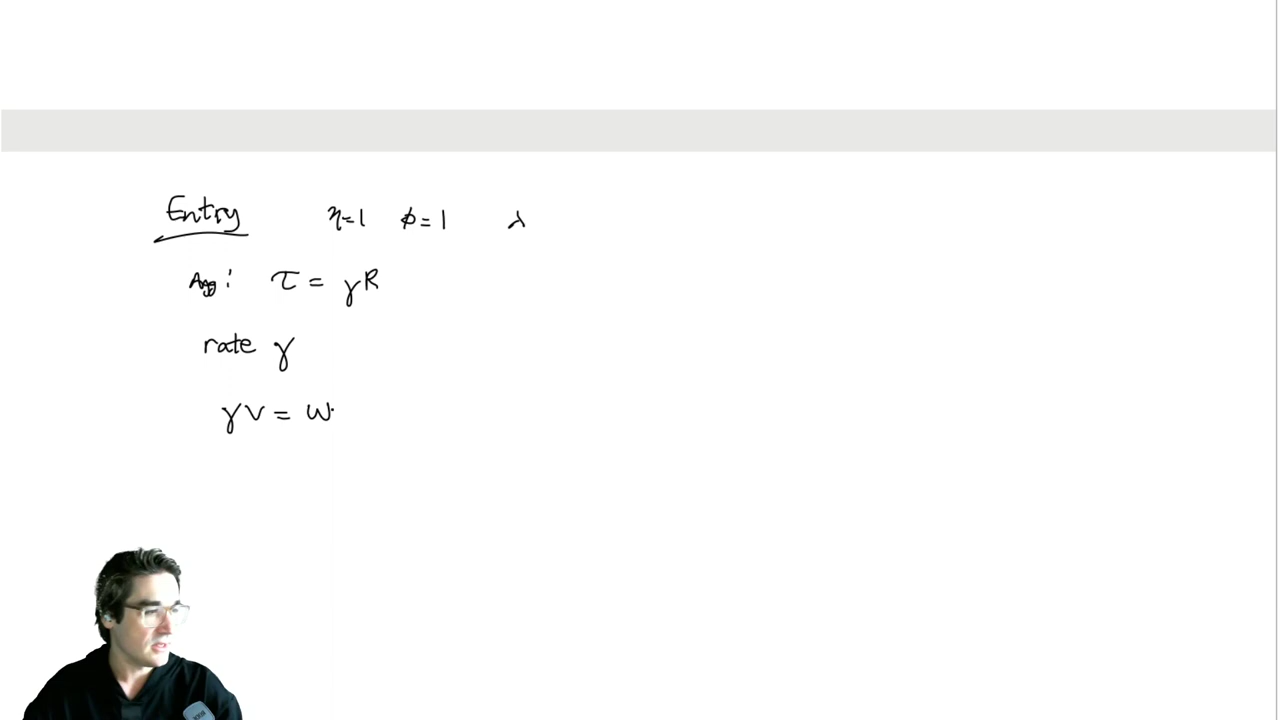 Entry η=1 φ=1 λ
Agg: τ = γR
rate γ
γV = w